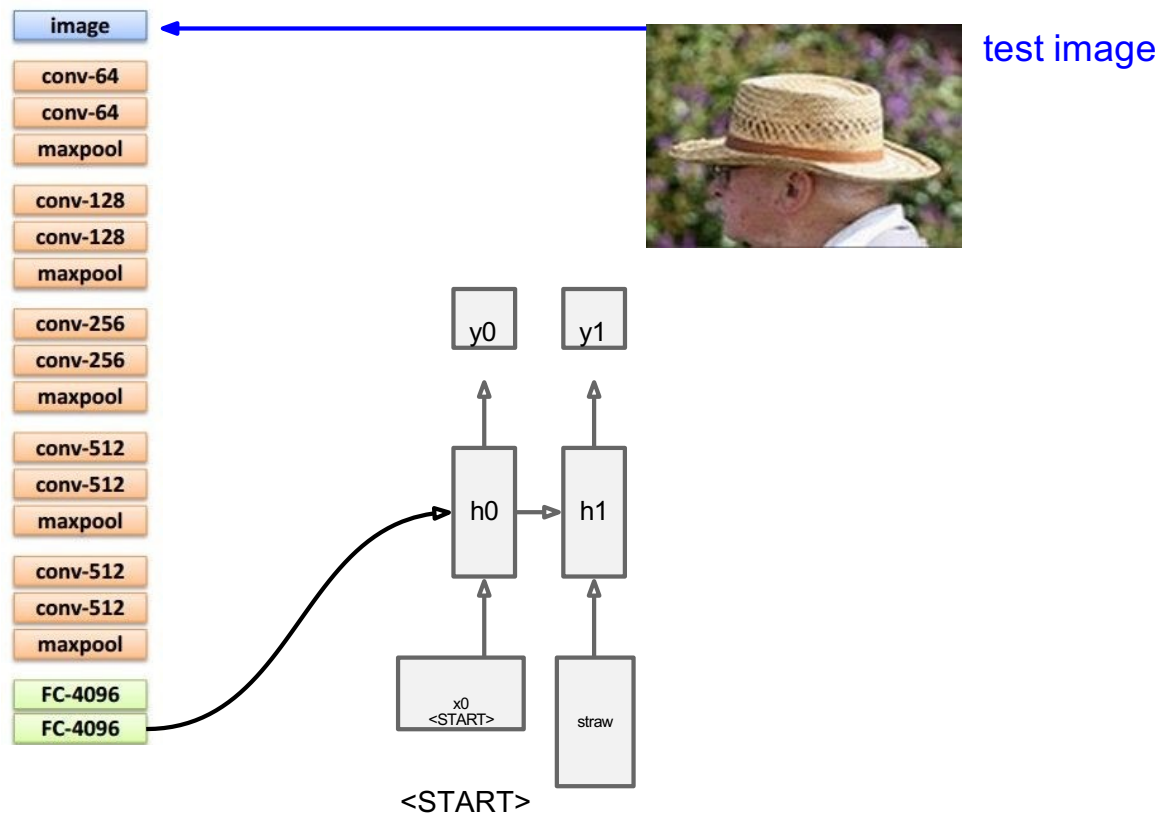 image
test image
conv-64
conv-64
maxpool
conv-128
conv-128
maxpool
conv-256
conv-256
maxpool
conv-512
conv-512
maxpool
conv-512
conv-512
maxpool
FC-4096
FC-4096
y0
y1
h0
h1
x0
<START>
straw
<START>